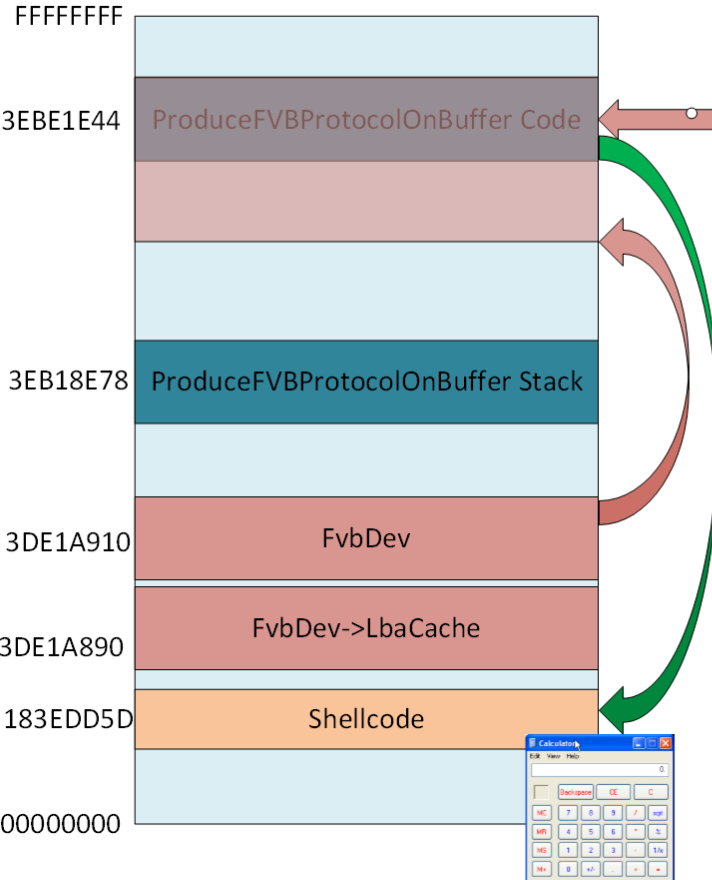 FFFFFFFF
3EBE1E44
ProduceFVBProtocolOnBuffer Code
3EB18E78
ProduceFVBProtocolOnBuffer Stack
3DE1A910
FvbDev
FvbDev->LbaCache
3DE1A890
183EDD5D
Shellcode
Calculator
Edit View Help
0.
00000000
Backspace CE C
MC 7 8 9 / sqrt
MR 4 5 6 * %
MS 1 2 3 - 1/x
M+ 0 +/- . + =